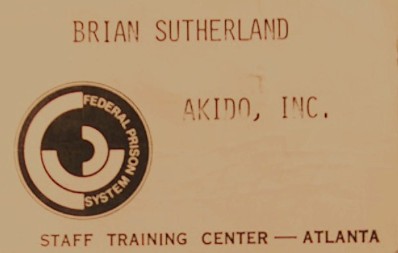 BRIAN SUTHERLAND
AKIDO, INC.
FEDERAL PRISON
SYSTEM
STAFF TRAINING CENTER — ATLANTA